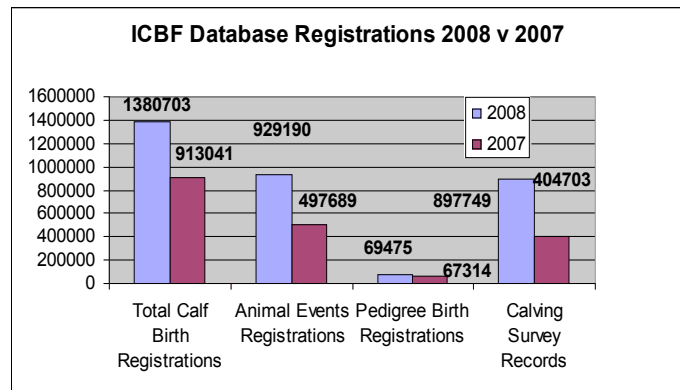 ICBF Database Registrations 2008 v 2007
1600000
1400000
1200000
1000000
800000
600000
400000
200000
0
1380703
913041
929190
497689
69475
67314
897749
404703
2008
2007
Total Calf
Birth
Registrations
Animal Events
Registrations
Pedigree Birth
Registrations
Calving
Survey
Records